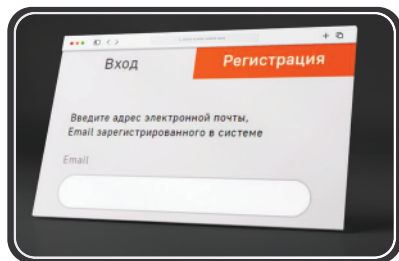 Вход
Регистрация
Введите адрес электронной почты,
Email зарегистрированного в системе
Email